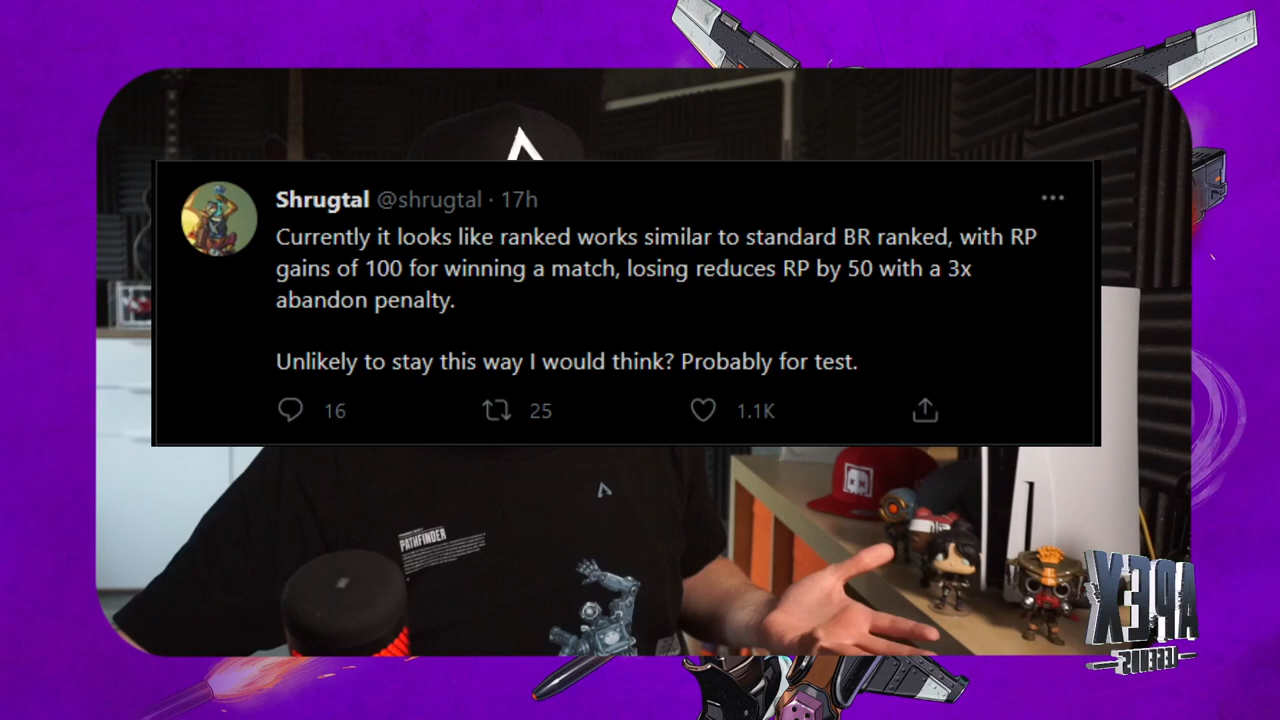 Shrugtal @shrugtal · 17h
Currently it looks like ranked works similar to standard BR ranked, with RP
gains of 100 for winning a match, losing reduces RP by 50 with a 3x
abandon penalty.
Unlikely to stay this way I would think? Probably for test.
16 25 1.1K
PATHFINDER
APEX
LEGENDS